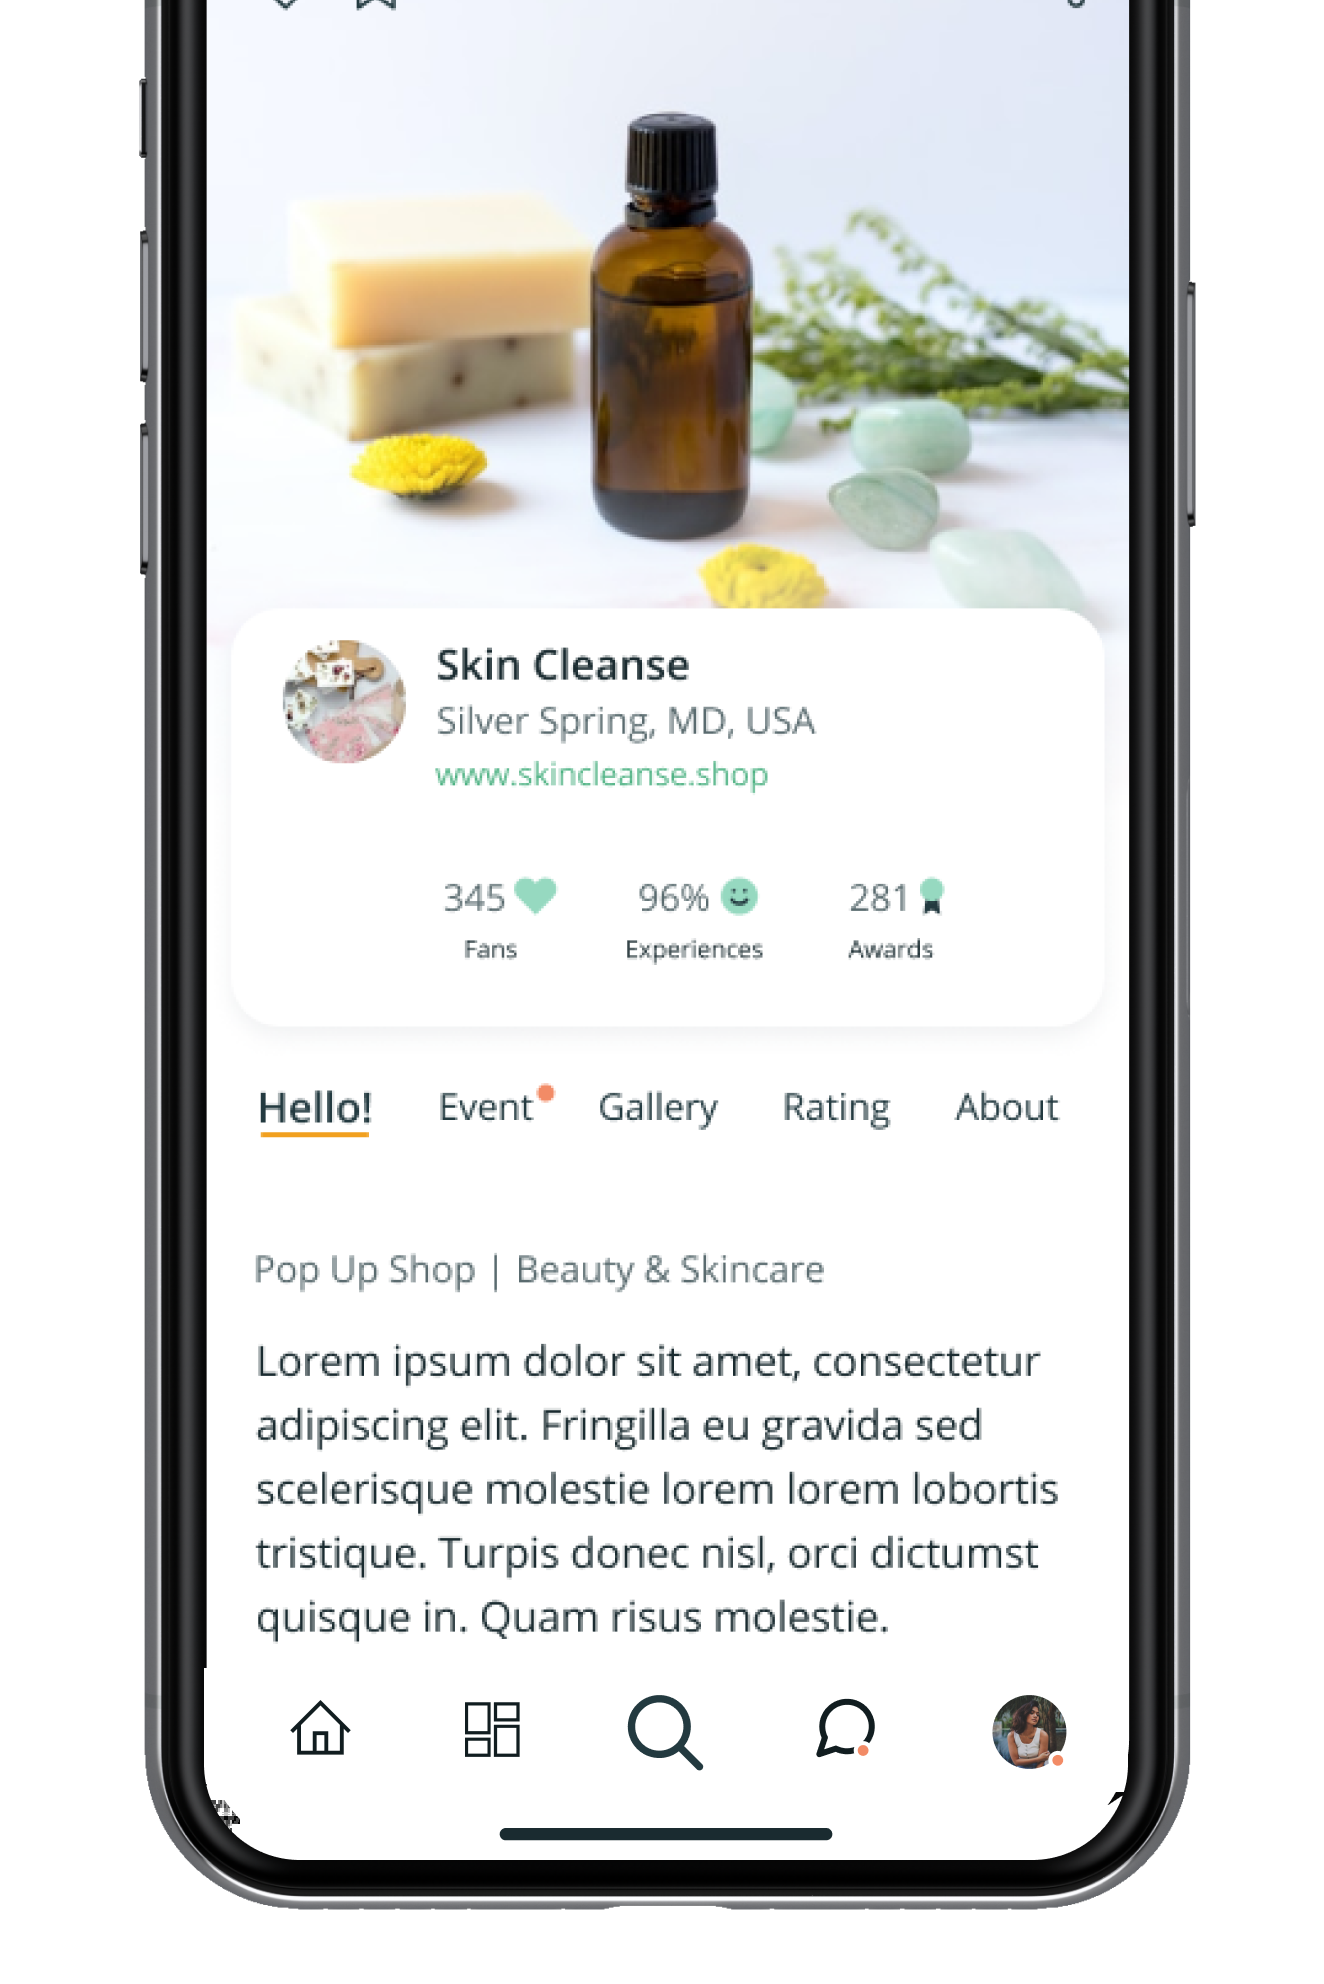 Skin Cleanse
Silver Spring, MD, USA
www.skincleanse.shop
345 96% 281
Fans Experiences Awards
Hello! Event Gallery Rating About
Pop Up Shop | Beauty & Skincare
Lorem ipsum dolor sit amet, consectetur
adipiscing elit. Fringilla eu gravida sed
scelerisque molestie lorem lorem lobortis
tristique. Turpis donec nisl, orci dictumst
quisque in. Quam risus molestie.